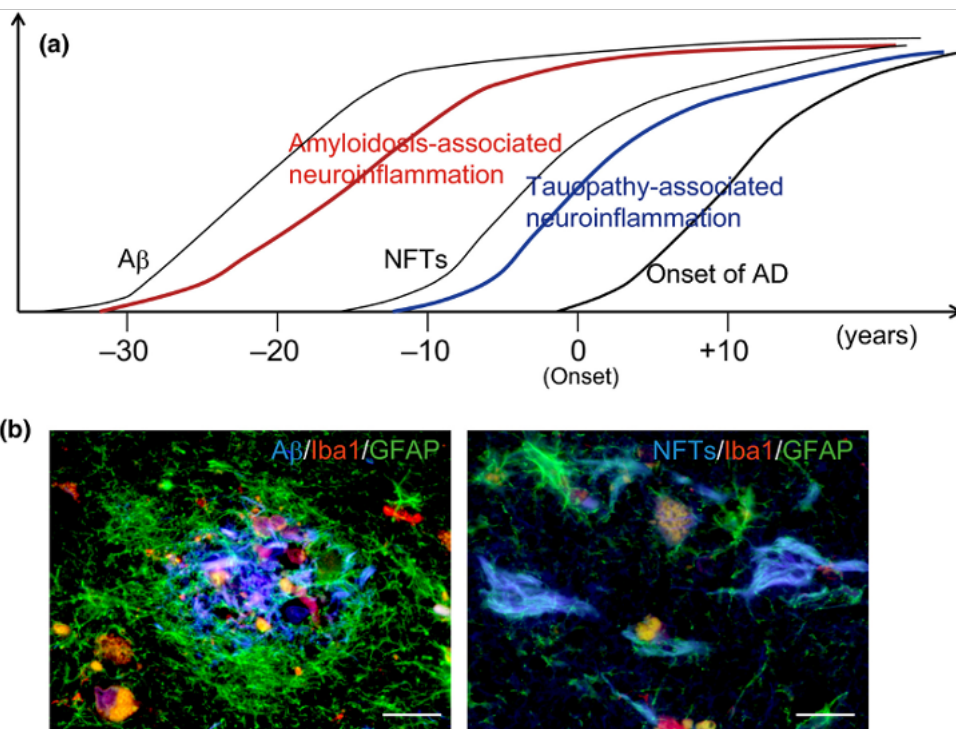 (a)
Amyloidosis-associated
neuroinflammation
Tauopathy-associated
neuroinflammation
Aβ
NFTs
Onset of AD
–30
–20
–10
0
+10
(years)
(Onset)
(b)
Aβ/Iba1/GFAP
NFTs/Iba1/GFAP